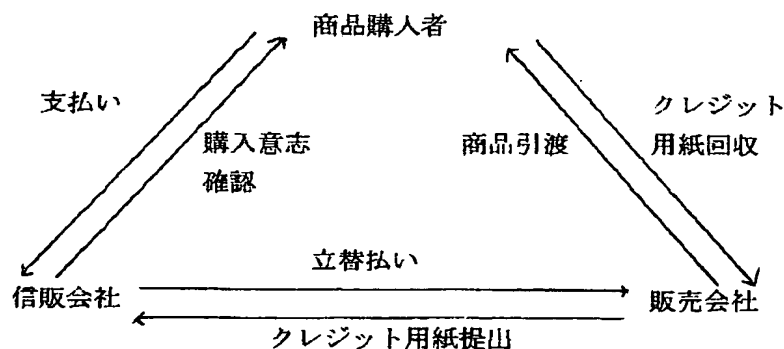 商品購入者
支払い
クレジット
用紙回収
購入意志
確認
商品引渡
立替払い
信販会社
販売会社
クレジット用紙提出